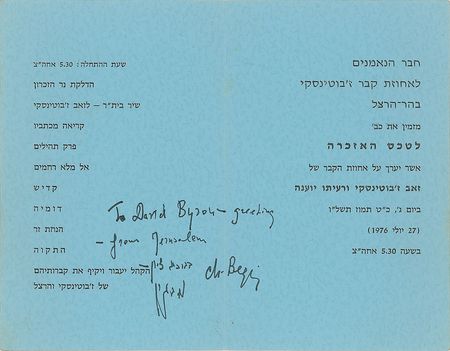 חבר הנאמנים
לאחוזת קבר ז'בוטינסקי
בהר־הרצל
מזמין את כב'
לטכס האזכרה
אשר יערך על אחוזת הקבר של
זאב ז'בוטינסקי ורעיתו יוענה
ביום ג', כ"ט תמוז תשל"ו
(27 יולי 1976)
בשעה 5.30 אחה"צ
שעת ההתחלה: 5.30 אחה"צ
הדלקת נר הזכרון
שיר בית"ר – לזאב ז'בוטינסקי
קריאה מכתביו
פרק תהילים
אל מלא רחמים
קדיש
דומיה
הנחת זר
התקוה
הקהל יעבור ויקיף את קברותיהם
של ז'בוטינסקי והרצל
To David Byron – greeting
– from Jerusalem
M. Begin